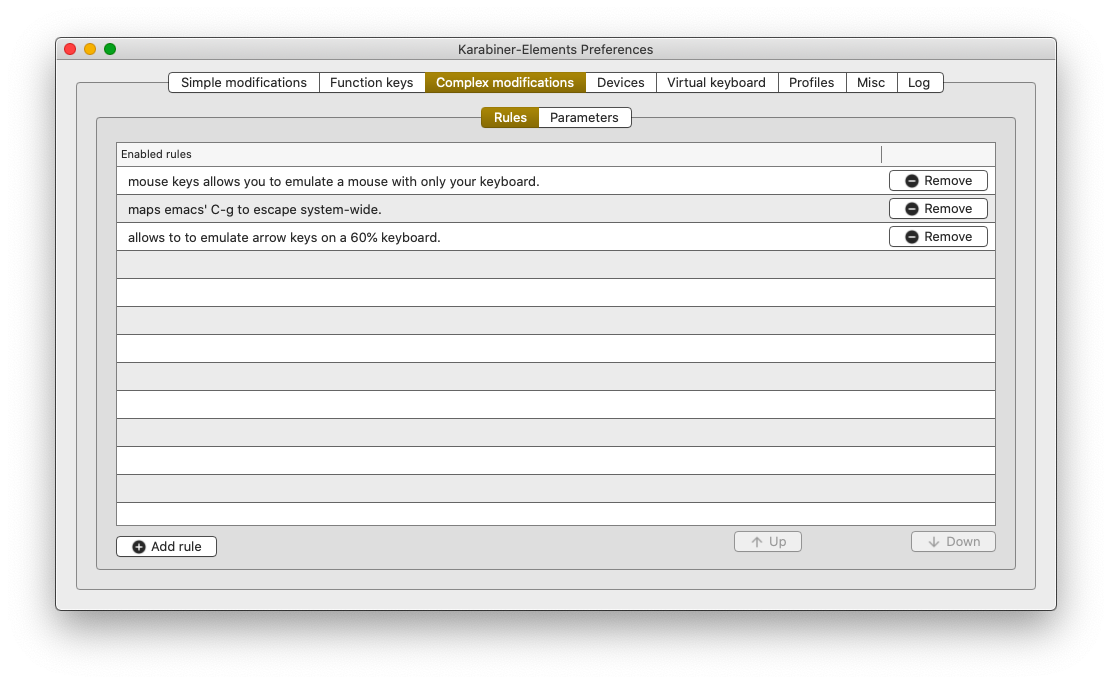 Karabiner-Elements Preferences
Simple modifications Function keys Complex modifications Devices Virtual keyboard Profiles Misc Log
Rules Parameters
Enabled rules
mouse keys allows you to emulate a mouse with only your keyboard. Remove
maps emacs' C-g to escape system-wide. Remove
allows to to emulate arrow keys on a 60% keyboard. Remove
Add rule Up Down